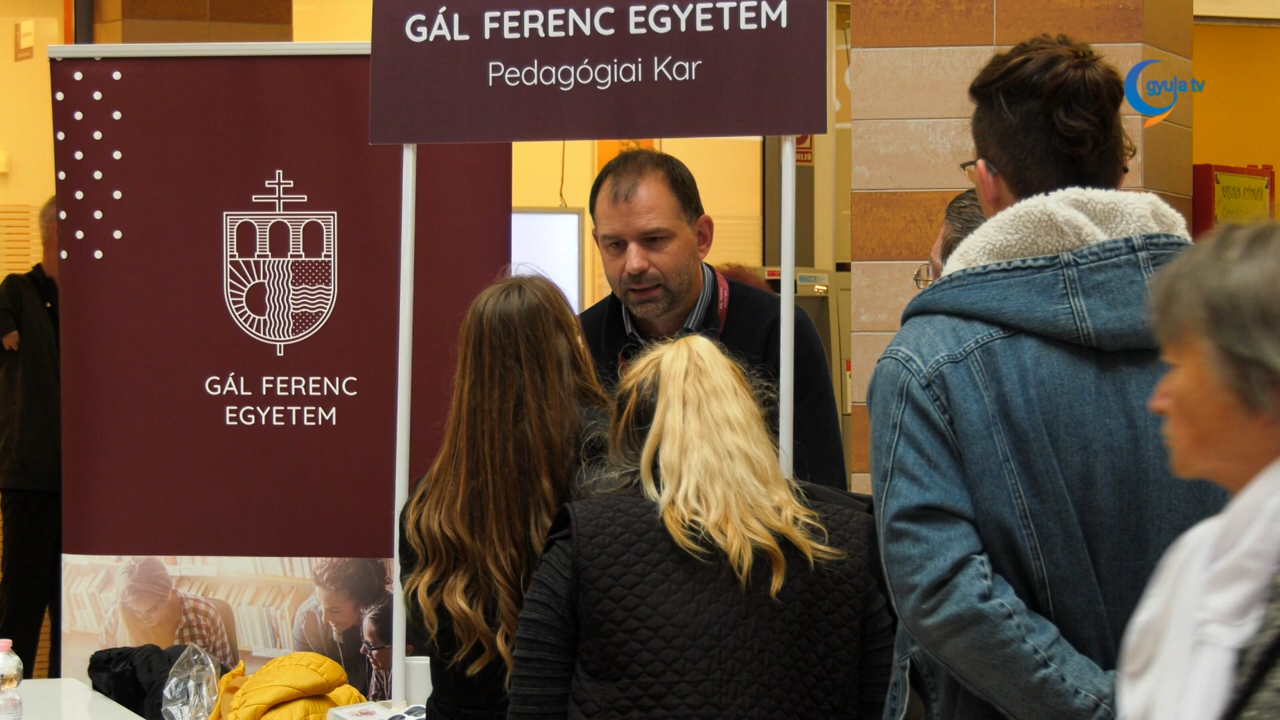 GÁL FERENC EGYETEM
Pedagógiai Kar
gyula tv
GÁL FERENC
EGYETEM